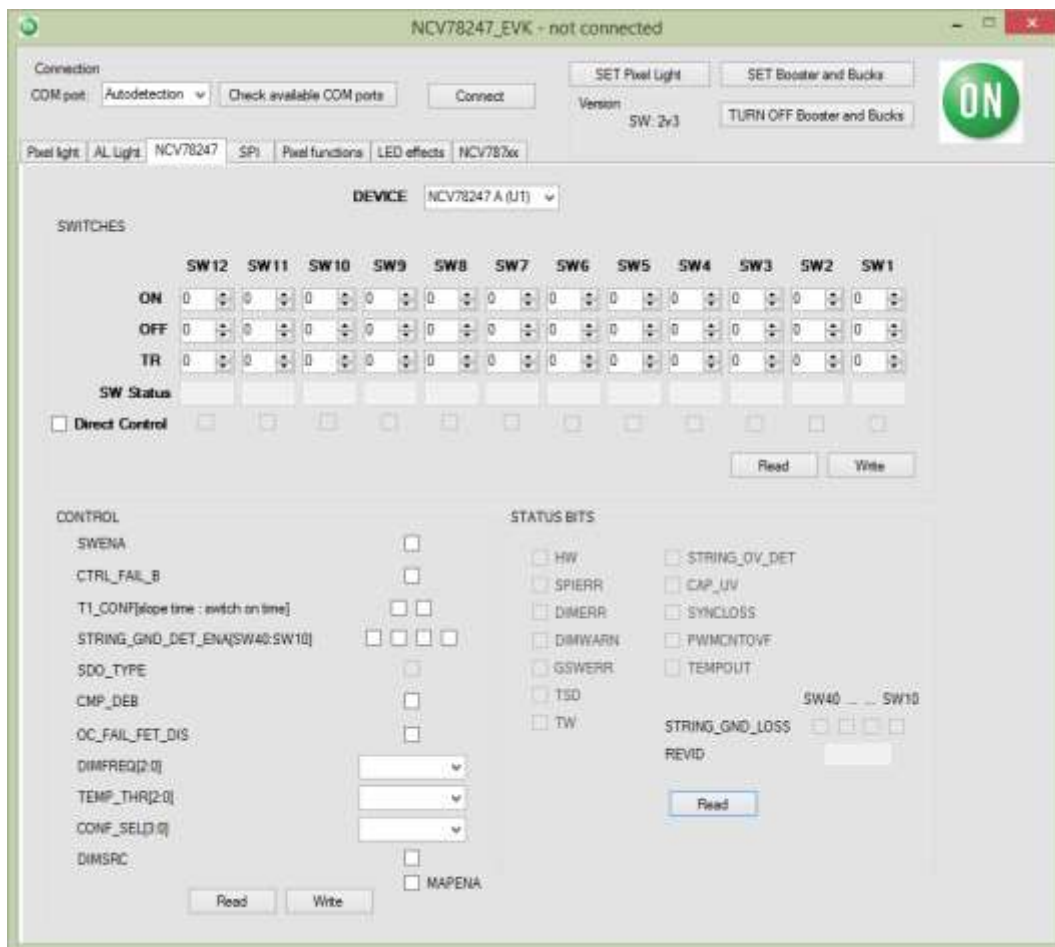 NCV78247_EVK - not connected
Connection
SET Pixel Light SET Booster and Bucks
COM port: Autodetection Check available COM ports Connect
Version
SW: 2v3
TURN OFF Booster and Bucks
ON
Pixel light AL Light NCV78247 SPI Pixel functions LED effects NCV787xx
DEVICE NCV78247 A (U1)
SWITCHES
SW12 SW11 SW10 SW9 SW8 SW7 SW6 SW5 SW4 SW3 SW2 SW1
ON 0 0 0 0 0 0 0 0 0 0 0 0
OFF 0 0 0 0 0 0 0 0 0 0 0 0
TR 0 0 0 0 0 0 0 0 0 0 0 0
SW Status
Direct Control
Read Write
CONTROL
SWENA
CTRL_FAIL_B
T1_CONF[slope time : switch on time]
STRING_GND_DET_ENA[SW40:SW10]
SDO_TYPE
CMP_DEB
OC_FAIL_FET_DIS
DIMFREQ[2:0]
TEMP_THR[2:0]
CONF_SEL[3:0]
DIMSRC
MAPENA
Read Write
STATUS BITS
HW STRING_OV_DET
SPIERR CAP_UV
DIMERR SYNCLOSS
DIMWARN PWMCNTOVF
GSWERR TEMPOUT
TSD
SW40 ... ... SW10
TW STRING_GND_LOSS
REVID
Read